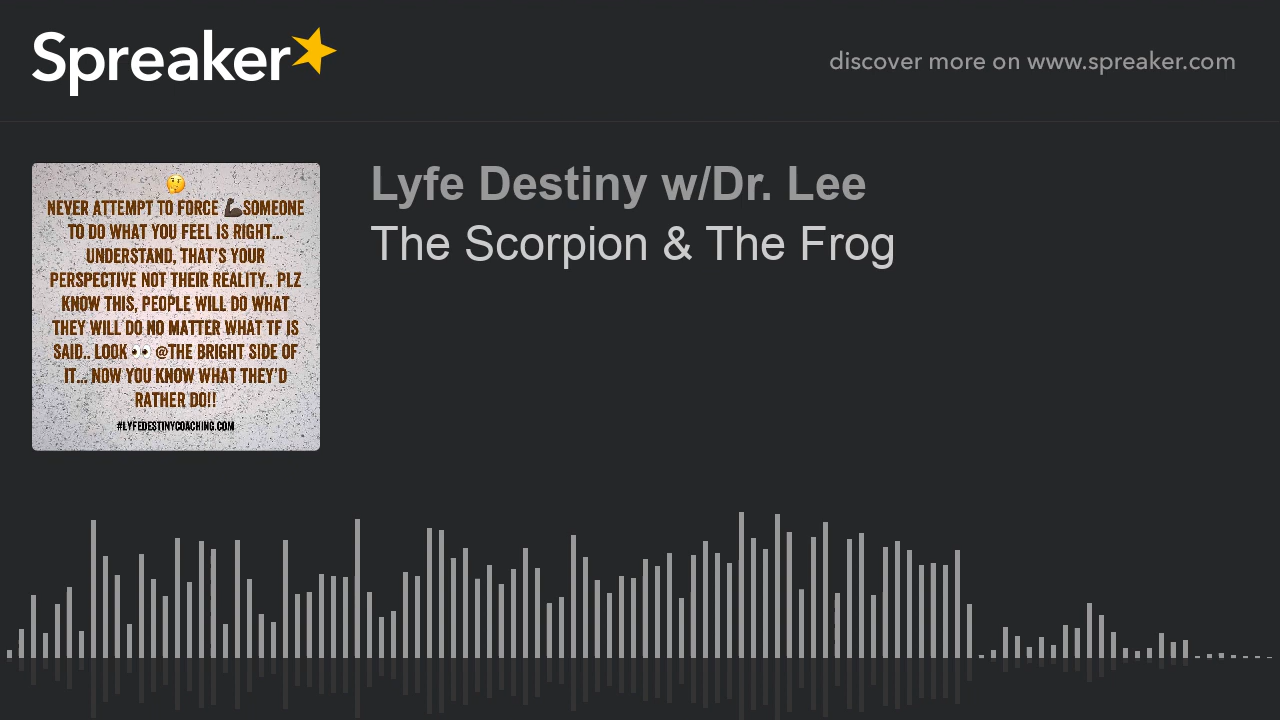 Spreaker
discover more on www.spreaker.com
🤔
NEVER ATTEMPT TO FORCE 💪🏿SOMEONE
TO DO WHAT YOU FEEL IS RIGHT...
UNDERSTAND, THAT'S YOUR
PERSPECTIVE NOT THEIR REALITY.. PLZ
KNOW THIS, PEOPLE WILL DO WHAT
THEY WILL DO NO MATTER WHAT TF IS
SAID.. LOOK 👀 @THE BRIGHT SIDE OF
IT... NOW YOU KNOW WHAT THEY'D
RATHER DO!!
#LYFEDESTINYCOACHING.COM
Lyfe Destiny w/Dr. Lee
The Scorpion & The Frog